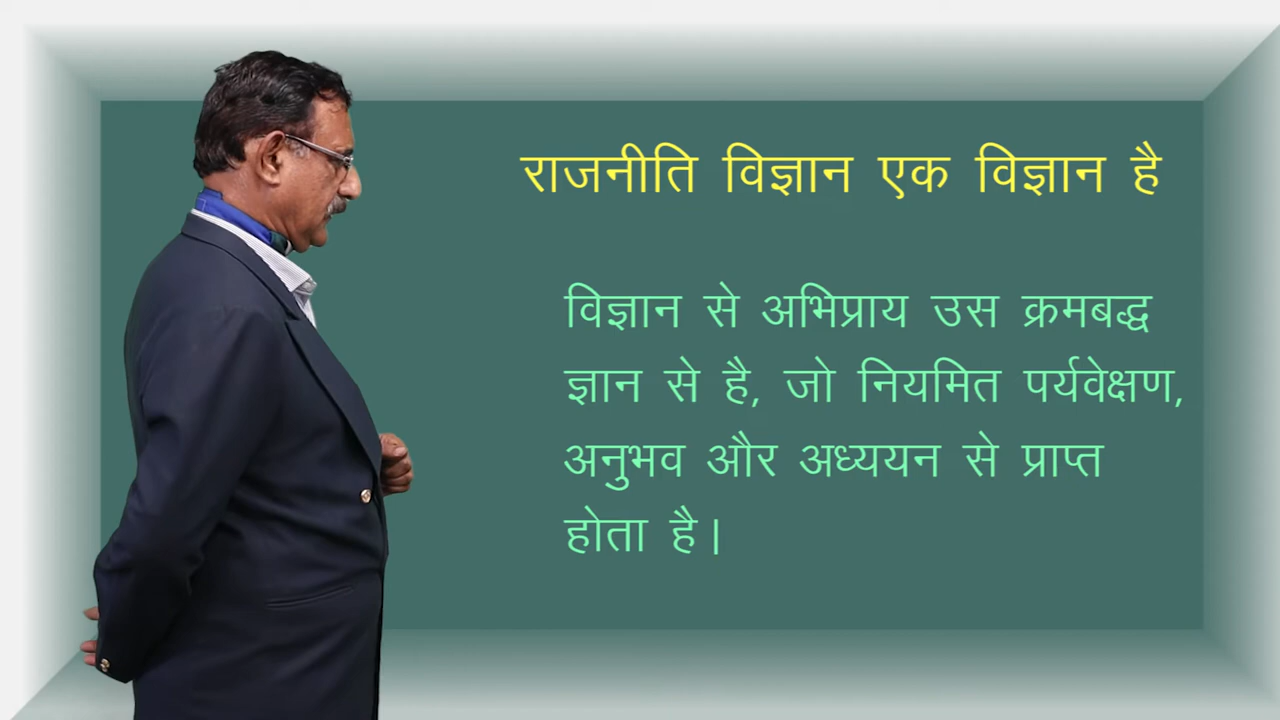 राजनीति विज्ञान एक विज्ञान है
विज्ञान से अभिप्राय उस क्रमबद्ध
ज्ञान से है, जो नियमित पर्यवेक्षण,
अनुभव और अध्ययन से प्राप्त
होता है।